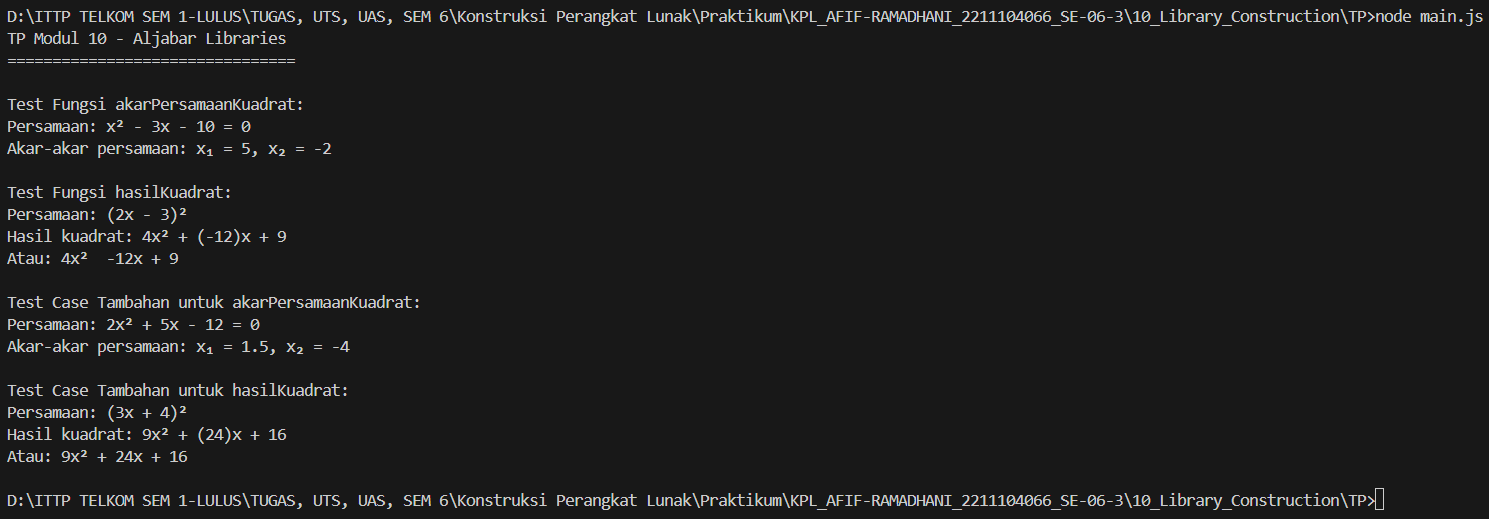 D:\ITTP TELKOM SEM 1-LULUS\TUGAS, UTS, UAS, SEM 6\Konstruksi Perangkat Lunak\Praktikum\KPL_AFIF-RAMADHANI_2211104066_SE-06-3\10_Library_Construction\TP>node main.js
TP Modul 10 - Aljabar Libraries
================================
Test Fungsi akarPersamaanKuadrat:
Persamaan: x² - 3x - 10 = 0
Akar-akar persamaan: x₁ = 5, x₂ = -2
Test Fungsi hasilKuadrat:
Persamaan: (2x - 3)²
Hasil kuadrat: 4x² + (-12)x + 9
Atau: 4x²  -12x + 9
Test Case Tambahan untuk akarPersamaanKuadrat:
Persamaan: 2x² + 5x - 12 = 0
Akar-akar persamaan: x₁ = 1.5, x₂ = -4
Test Case Tambahan untuk hasilKuadrat:
Persamaan: (3x + 4)²
Hasil kuadrat: 9x² + (24)x + 16
Atau: 9x² + 24x + 16
D:\ITTP TELKOM SEM 1-LULUS\TUGAS, UTS, UAS, SEM 6\Konstruksi Perangkat Lunak\Praktikum\KPL_AFIF-RAMADHANI_2211104066_SE-06-3\10_Library_Construction\TP>